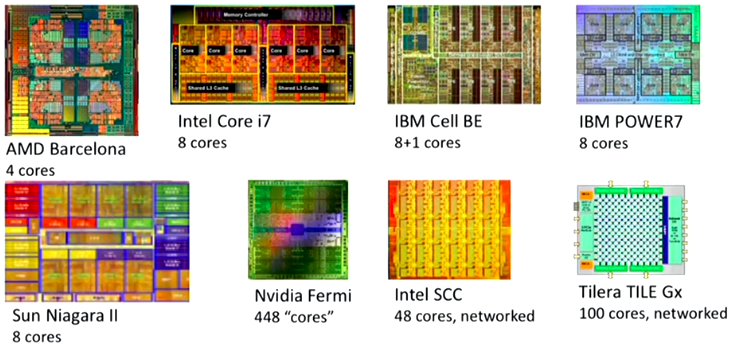 Memory Controller
Core Core Core Core Core Core
Shared L3 Cache Shared L3 Cache
AMD Barcelona
4 cores
Intel Core i7
8 cores
IBM Cell BE
8+1 cores
IBM POWER7
8 cores
Sun Niagara II
8 cores
Nvidia Fermi
448 “cores”
Intel SCC
48 cores, networked
Tilera TILE Gx
100 cores, networked